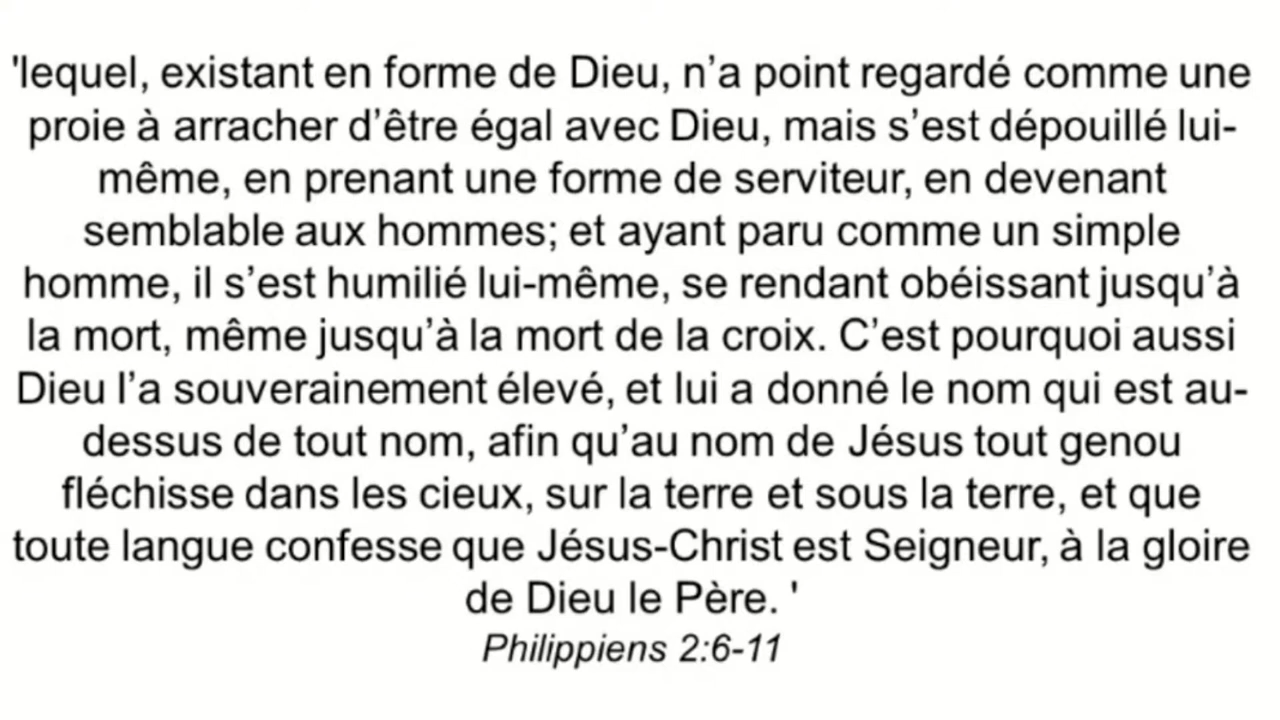 'lequel, existant en forme de Dieu, n’a point regardé comme une
proie à arracher d’être égal avec Dieu, mais s’est dépouillé lui-
même, en prenant une forme de serviteur, en devenant
semblable aux hommes; et ayant paru comme un simple
homme, il s’est humilié lui-même, se rendant obéissant jusqu’à
la mort, même jusqu’à la mort de la croix. C’est pourquoi aussi
Dieu l’a souverainement élevé, et lui a donné le nom qui est au-
dessus de tout nom, afin qu’au nom de Jésus tout genou
fléchisse dans les cieux, sur la terre et sous la terre, et que
toute langue confesse que Jésus-Christ est Seigneur, à la gloire
de Dieu le Père. '
Philippiens 2:6-11